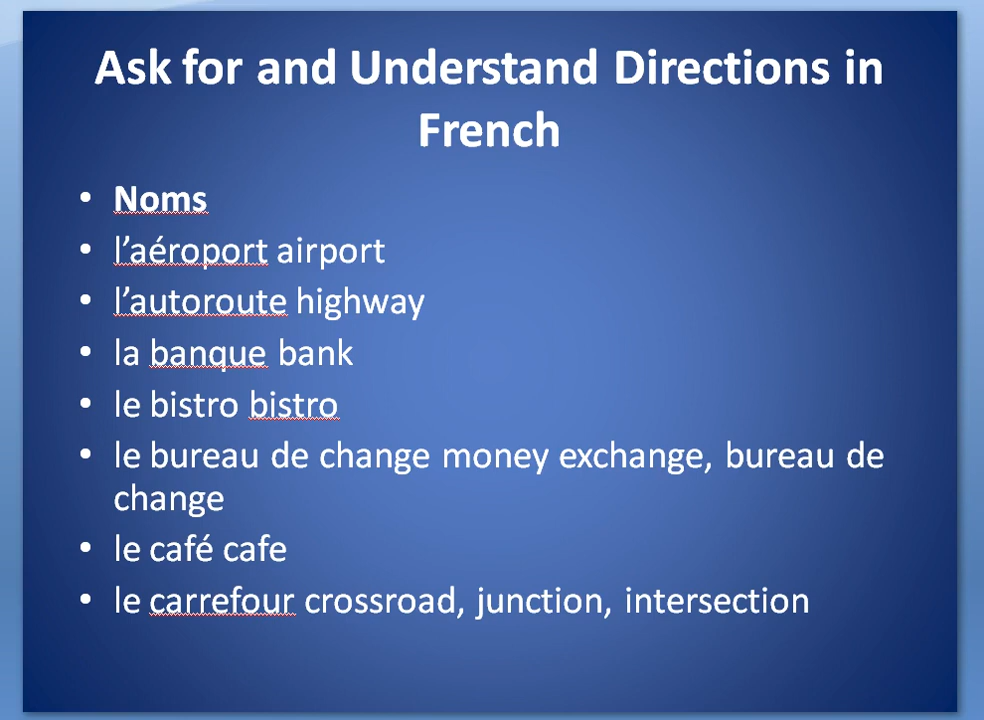 Ask for and Understand Directions in
French
• Noms
• l’aéroport airport
• l’autoroute highway
• la banque bank
• le bistro bistro
• le bureau de change money exchange, bureau de
change
• le café cafe
• le carrefour crossroad, junction, intersection